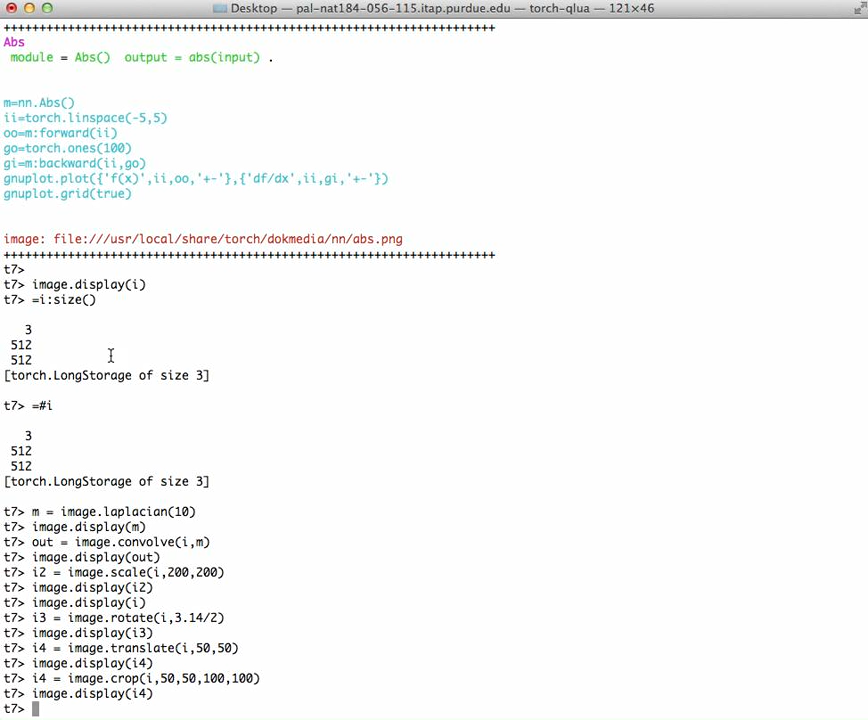 Desktop — pal-nat184-056-115.itap.purdue.edu — torch-qlua — 121×46
++++++++++++++++++++++++++++++++++++++++++++++++++++++++++++++++++++
Abs
module = Abs()  output = abs(input) .
m=nn.Abs()
ii=torch.linspace(-5,5)
oo=m:forward(ii)
go=torch.ones(100)
gi=m:backward(ii,go)
gnuplot.plot({'f(x)',ii,oo,'+-'},{'df/dx',ii,gi,'+-'})
gnuplot.grid(true)
image: file:///usr/local/share/torch/dokmedia/nn/abs.png
++++++++++++++++++++++++++++++++++++++++++++++++++++++++++++++++++++
t7>
t7> image.display(i)
t7> =i:size()
3
512
512
[torch.LongStorage of size 3]
t7> =#i
3
512
512
[torch.LongStorage of size 3]
t7> m = image.laplacian(10)
t7> image.display(m)
t7> out = image.convolve(i,m)
t7> image.display(out)
t7> i2 = image.scale(i,200,200)
t7> image.display(i2)
t7> image.display(i)
t7> i3 = image.rotate(i,3.14/2)
t7> image.display(i3)
t7> i4 = image.translate(i,50,50)
t7> image.display(i4)
t7> i4 = image.crop(i,50,50,100,100)
t7> image.display(i4)
t7>